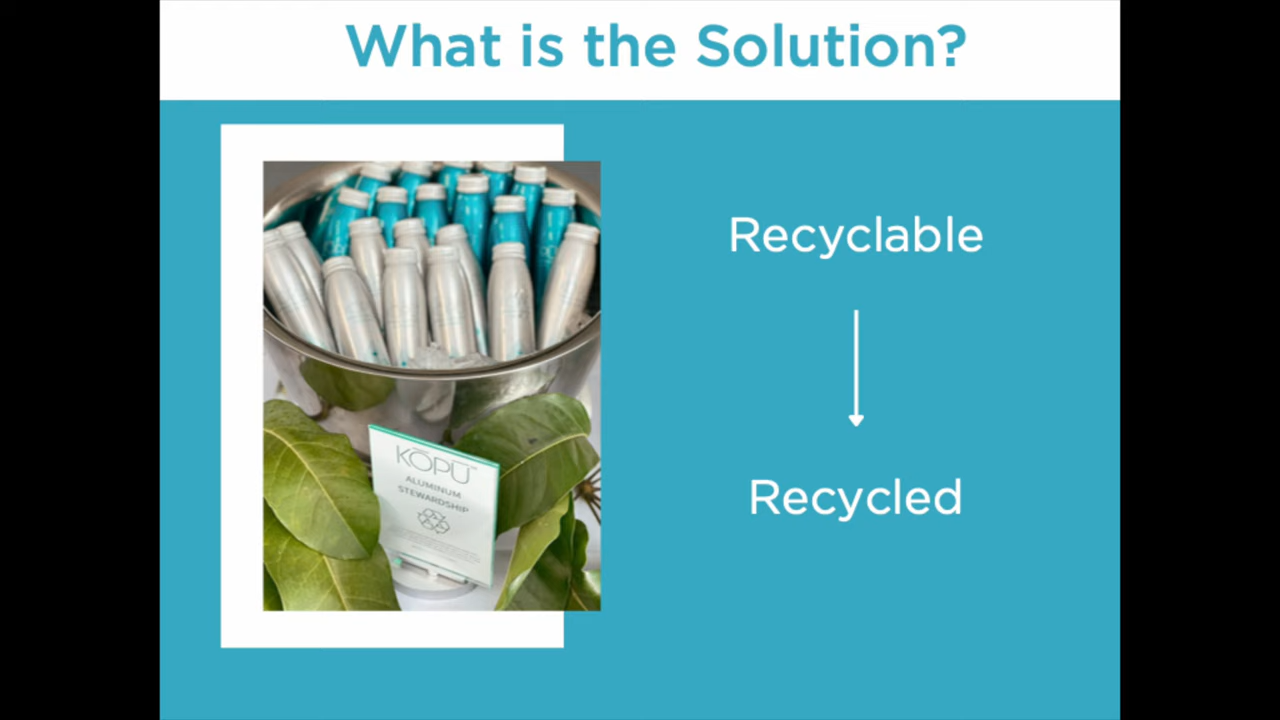 What is the Solution?
Recyclable
Recycled
KOPU
ALUMINUM
STEWARDSHIP